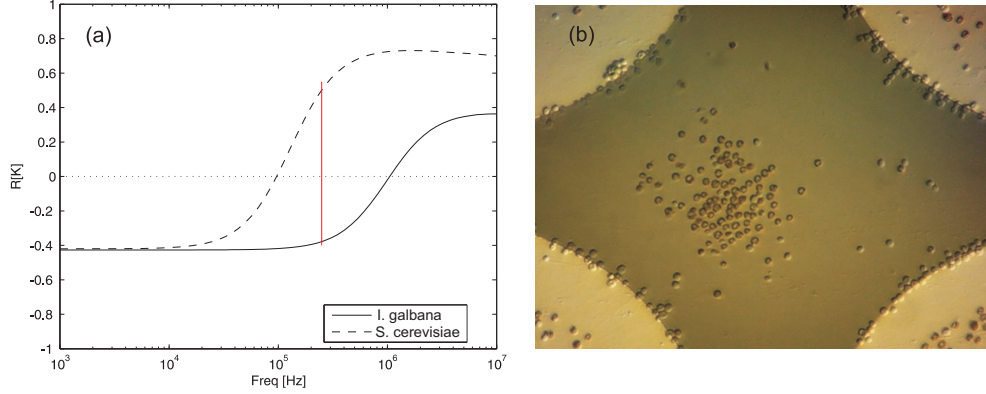 (a)
(b)
1
0.8
0.6
0.4
0.2
0
-0.2
-0.4
-0.6
-0.8
-1
R[K]
I. galbana
S. cerevisiae
10³ 10⁴ 10⁵ 10⁶ 10⁷
Freq [Hz]